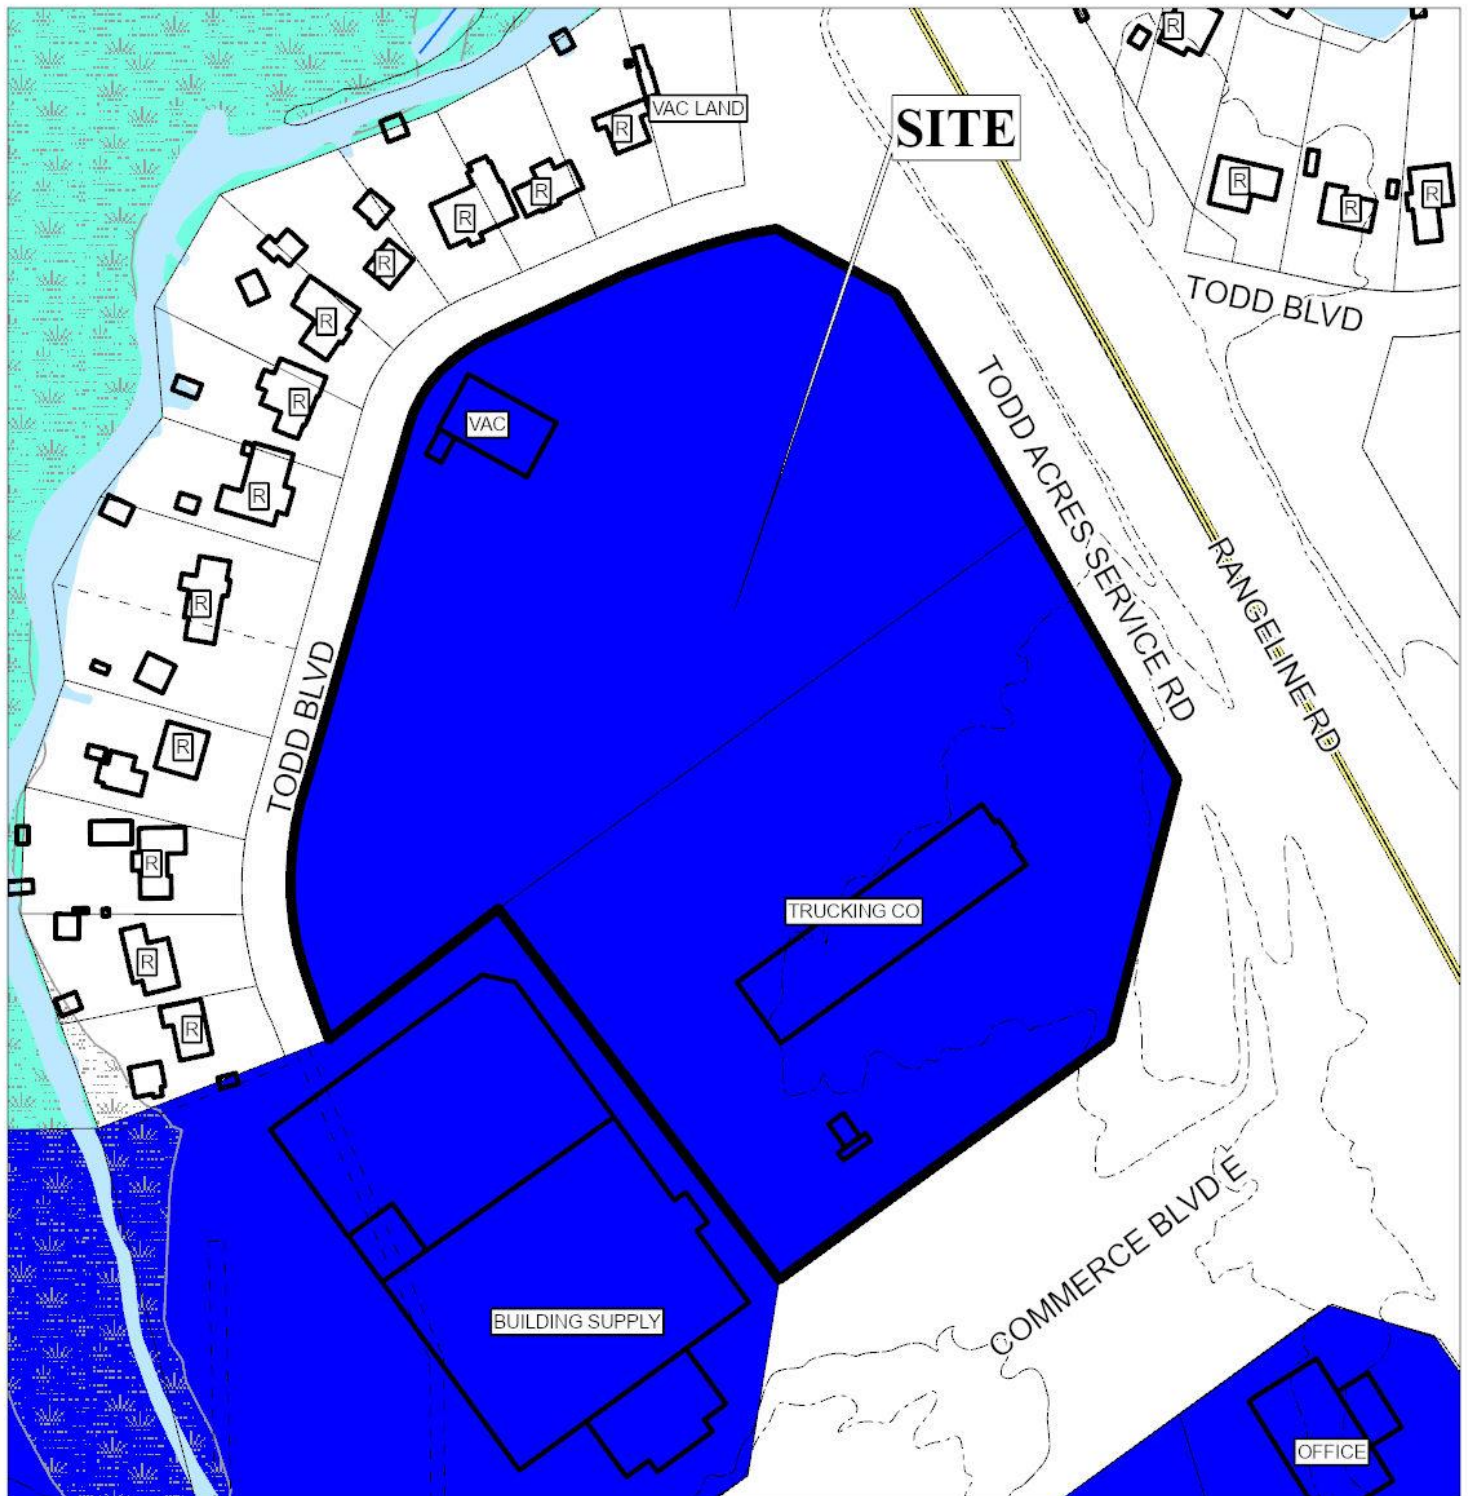 R
VAC LAND
R
SITE
R
R
R
R
R
R
R
TODD BLVD
R
R
VAC
R
TODD ACRES SERVICE RD
R
RANGELINE RD
R
TODD BLVD
R
R
TRUCKING CO
R
R
COMMERCE BLVD E
BUILDING SUPPLY
OFFICE